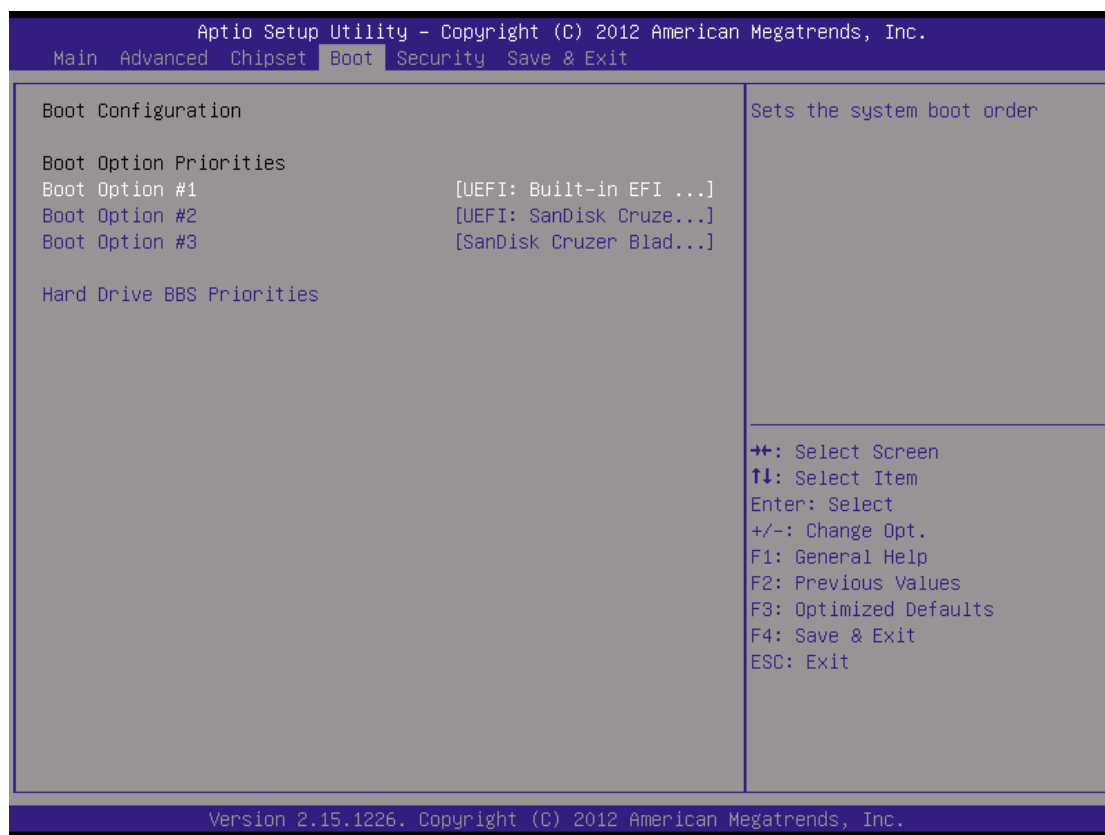 Aptio Setup Utility – Copyright (C) 2012 American Megatrends, Inc.
Main Advanced Chipset Boot Security Save & Exit
Boot Configuration
Boot Option Priorities
Boot Option #1 [UEFI: Built-in EFI ...]
Boot Option #2 [UEFI: SanDisk Cruze...]
Boot Option #3 [SanDisk Cruzer Blad...]
Hard Drive BBS Priorities
Sets the system boot order
→←: Select Screen
↑↓: Select Item
Enter: Select
+/-: Change Opt.
F1: General Help
F2: Previous Values
F3: Optimized Defaults
F4: Save & Exit
ESC: Exit
Version 2.15.1226. Copyright (C) 2012 American Megatrends, Inc.